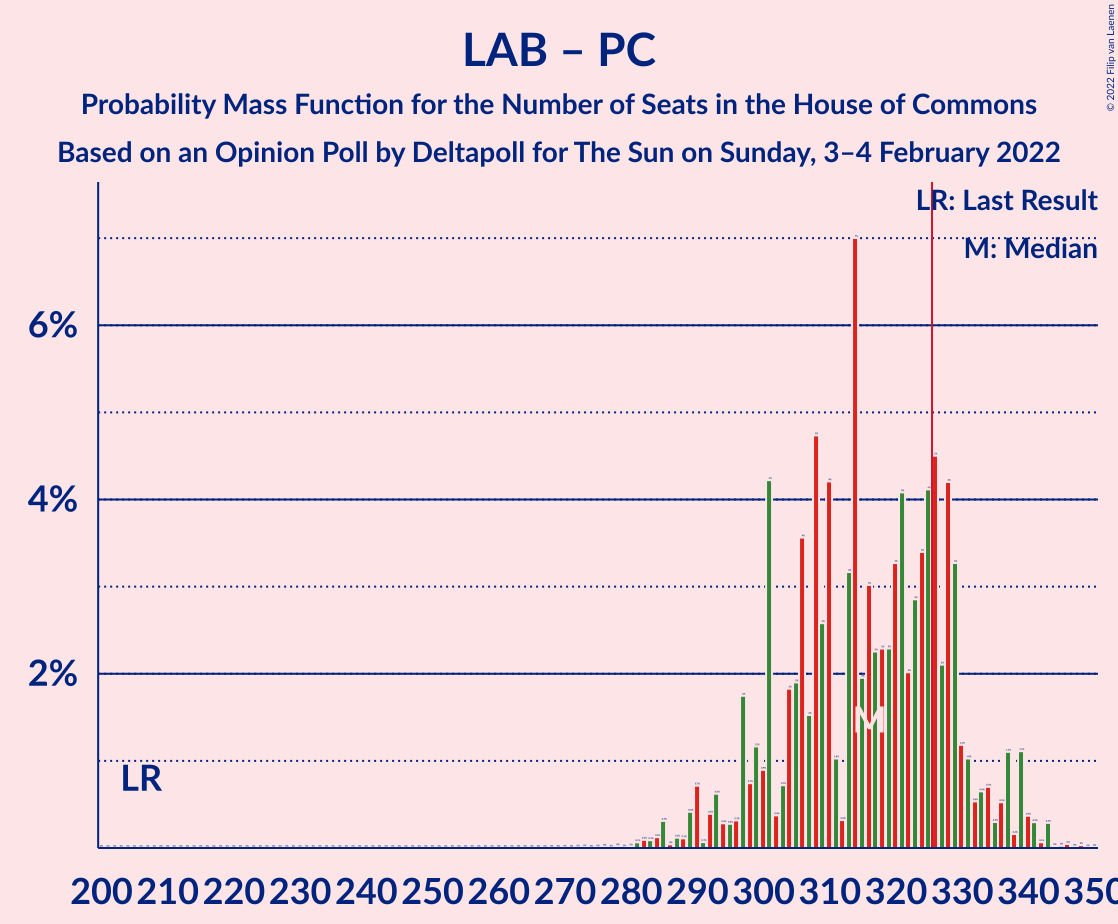 LAB – PC
Probability Mass Function for the Number of Seats in the House of Commons
Based on an Opinion Poll by Deltapoll for The Sun on Sunday, 3–4 February 2022
© 2022 Filip van Laenen
LR: Last Result
M: Median
6%
4%
2%
LR
M
200 210 220 230 240 250 260 270 280 290 300 310 320 330 340 350